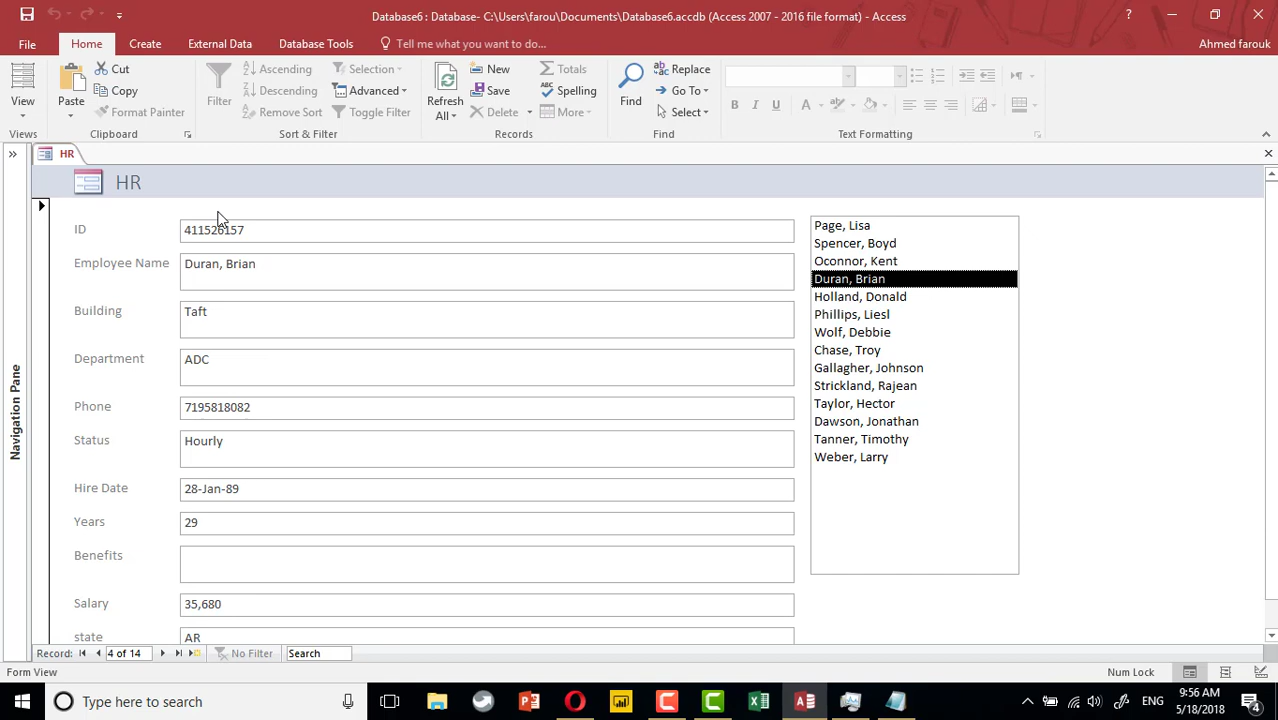 Database6 : Database- C:\Users\farou\Documents\Database6.accdb (Access 2007 - 2016 file format) - Access
?
File Home Create External Data Database Tools Tell me what you want to do... Ahmed farouk
View
Views
Paste
Cut
Copy
Format Painter
Clipboard
Filter
Ascending
Descending
Remove Sort
Selection
Advanced
Toggle Filter
Sort & Filter
Refresh
All
New
Save
Delete
Totals
Spelling
More
Records
Find
Replace
Go To
Select
Find
B I U A
Text Formatting
HR
HR
Navigation Pane
ID 411526157
Employee Name Duran, Brian
Building Taft
Department ADC
Phone 7195818082
Status Hourly
Hire Date 28-Jan-89
Years 29
Benefits
Salary 35,680
state AR
Page, Lisa
Spencer, Boyd
Oconnor, Kent
Duran, Brian
Holland, Donald
Phillips, Liesl
Wolf, Debbie
Chase, Troy
Gallagher, Johnson
Strickland, Rajean
Taylor, Hector
Dawson, Jonathan
Tanner, Timothy
Weber, Larry
Record: 4 of 14 No Filter Search
Form View Num Lock
Type here to search
ENG
9:56 AM
5/18/2018
4